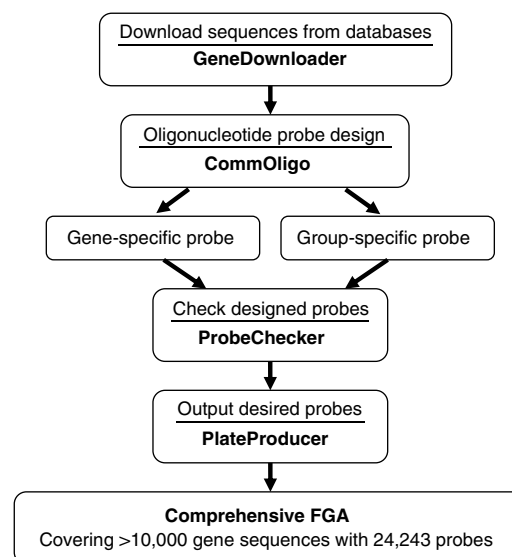 Download sequences from databases
GeneDownloader
Oligonucleotide probe design
CommOligo
Gene-specific probe
Group-specific probe
Check designed probes
ProbeChecker
Output desired probes
PlateProducer
Comprehensive FGA
Covering >10,000 gene sequences with 24,243 probes